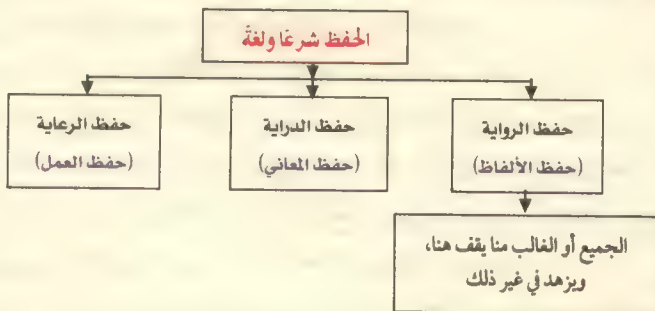 الحفظ شرعًا ولغةً
حفظ الرواية
(حفظ الألفاظ)
حفظ الدراية
(حفظ المعاني)
حفظ الرعاية
(حفظ العمل)
الجميع أو الغالب منا يقف هنا،
ويزهد في غير ذلك